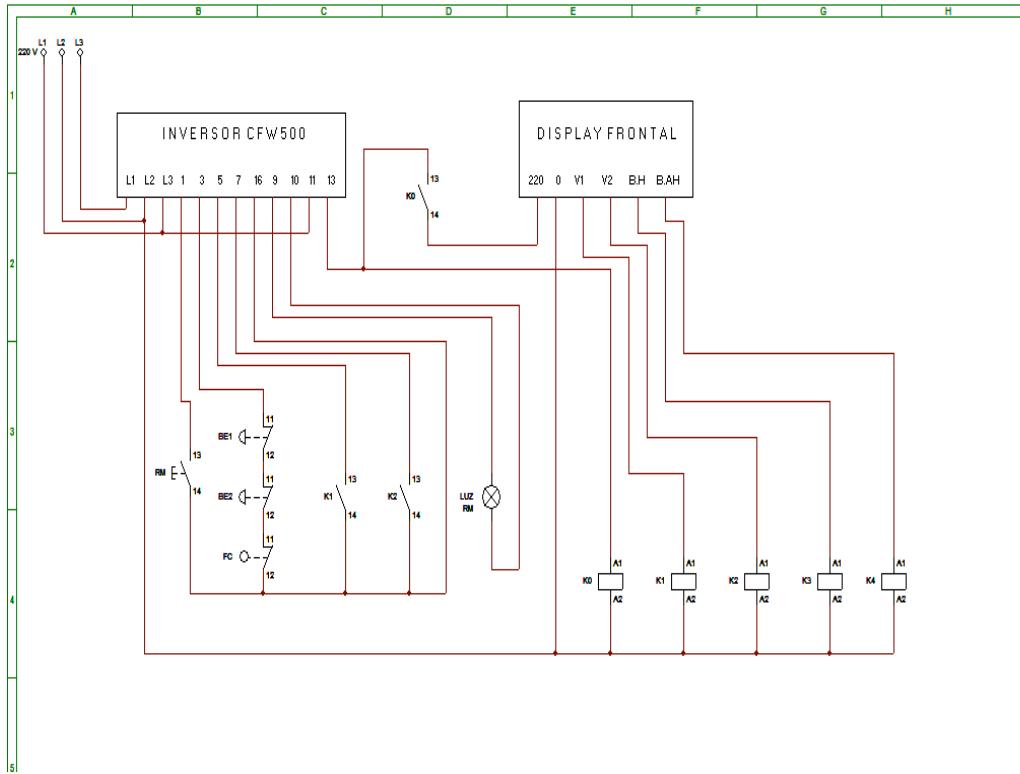 A B C D E F G H
L1 L2 L3
220 V
1
INVERSOR CFW500
DISPLAY FRONTAL
L1 L2 L3 1 3 5 7 16 9 10 11 13
220 0 V1 V2 B.H B.AH
13
K0
14
2
3
11
BE1
12
13
RM
14
11
BE2
12
13
K1
14
13
K2
14
LUZ
RM
11
FC
12
A1 A1 A1 A1 A1
K0 K1 K2 K3 K4
A2 A2 A2 A2 A2
4
5